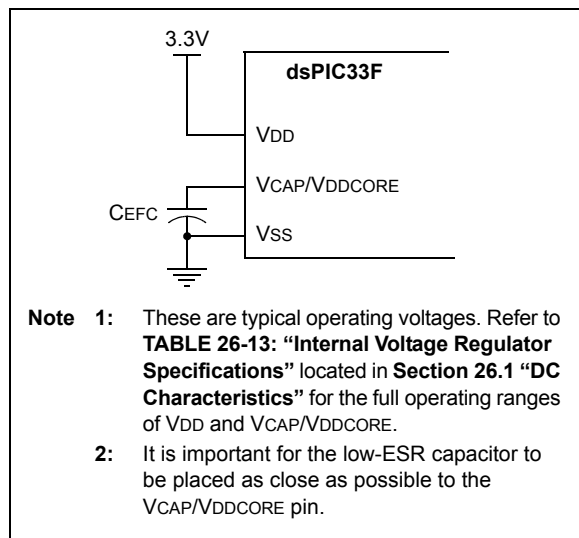 3.3V
dsPIC33F
VDD
VCAP/VDDCORE
CEFC
VSS
Note 1: These are typical operating voltages. Refer to
TABLE 26-13: “Internal Voltage Regulator
Specifications” located in Section 26.1 “DC
Characteristics” for the full operating ranges
of VDD and VCAP/VDDCORE.
2: It is important for the low-ESR capacitor to
be placed as close as possible to the
VCAP/VDDCORE pin.